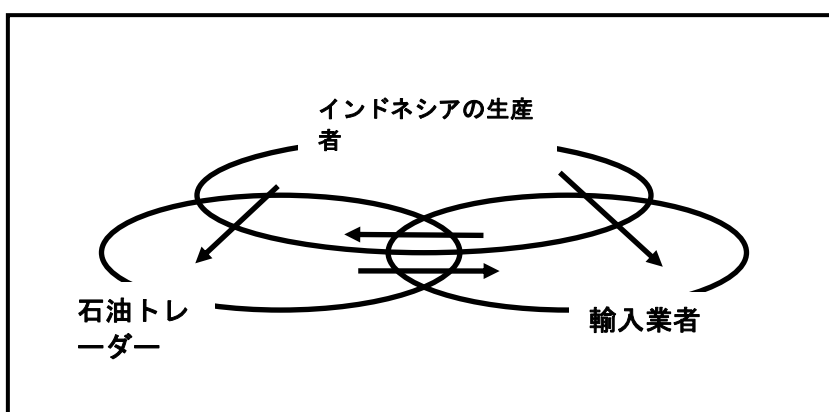 インドネシアの生産
者
石油トレ
ーダー
輸入業者